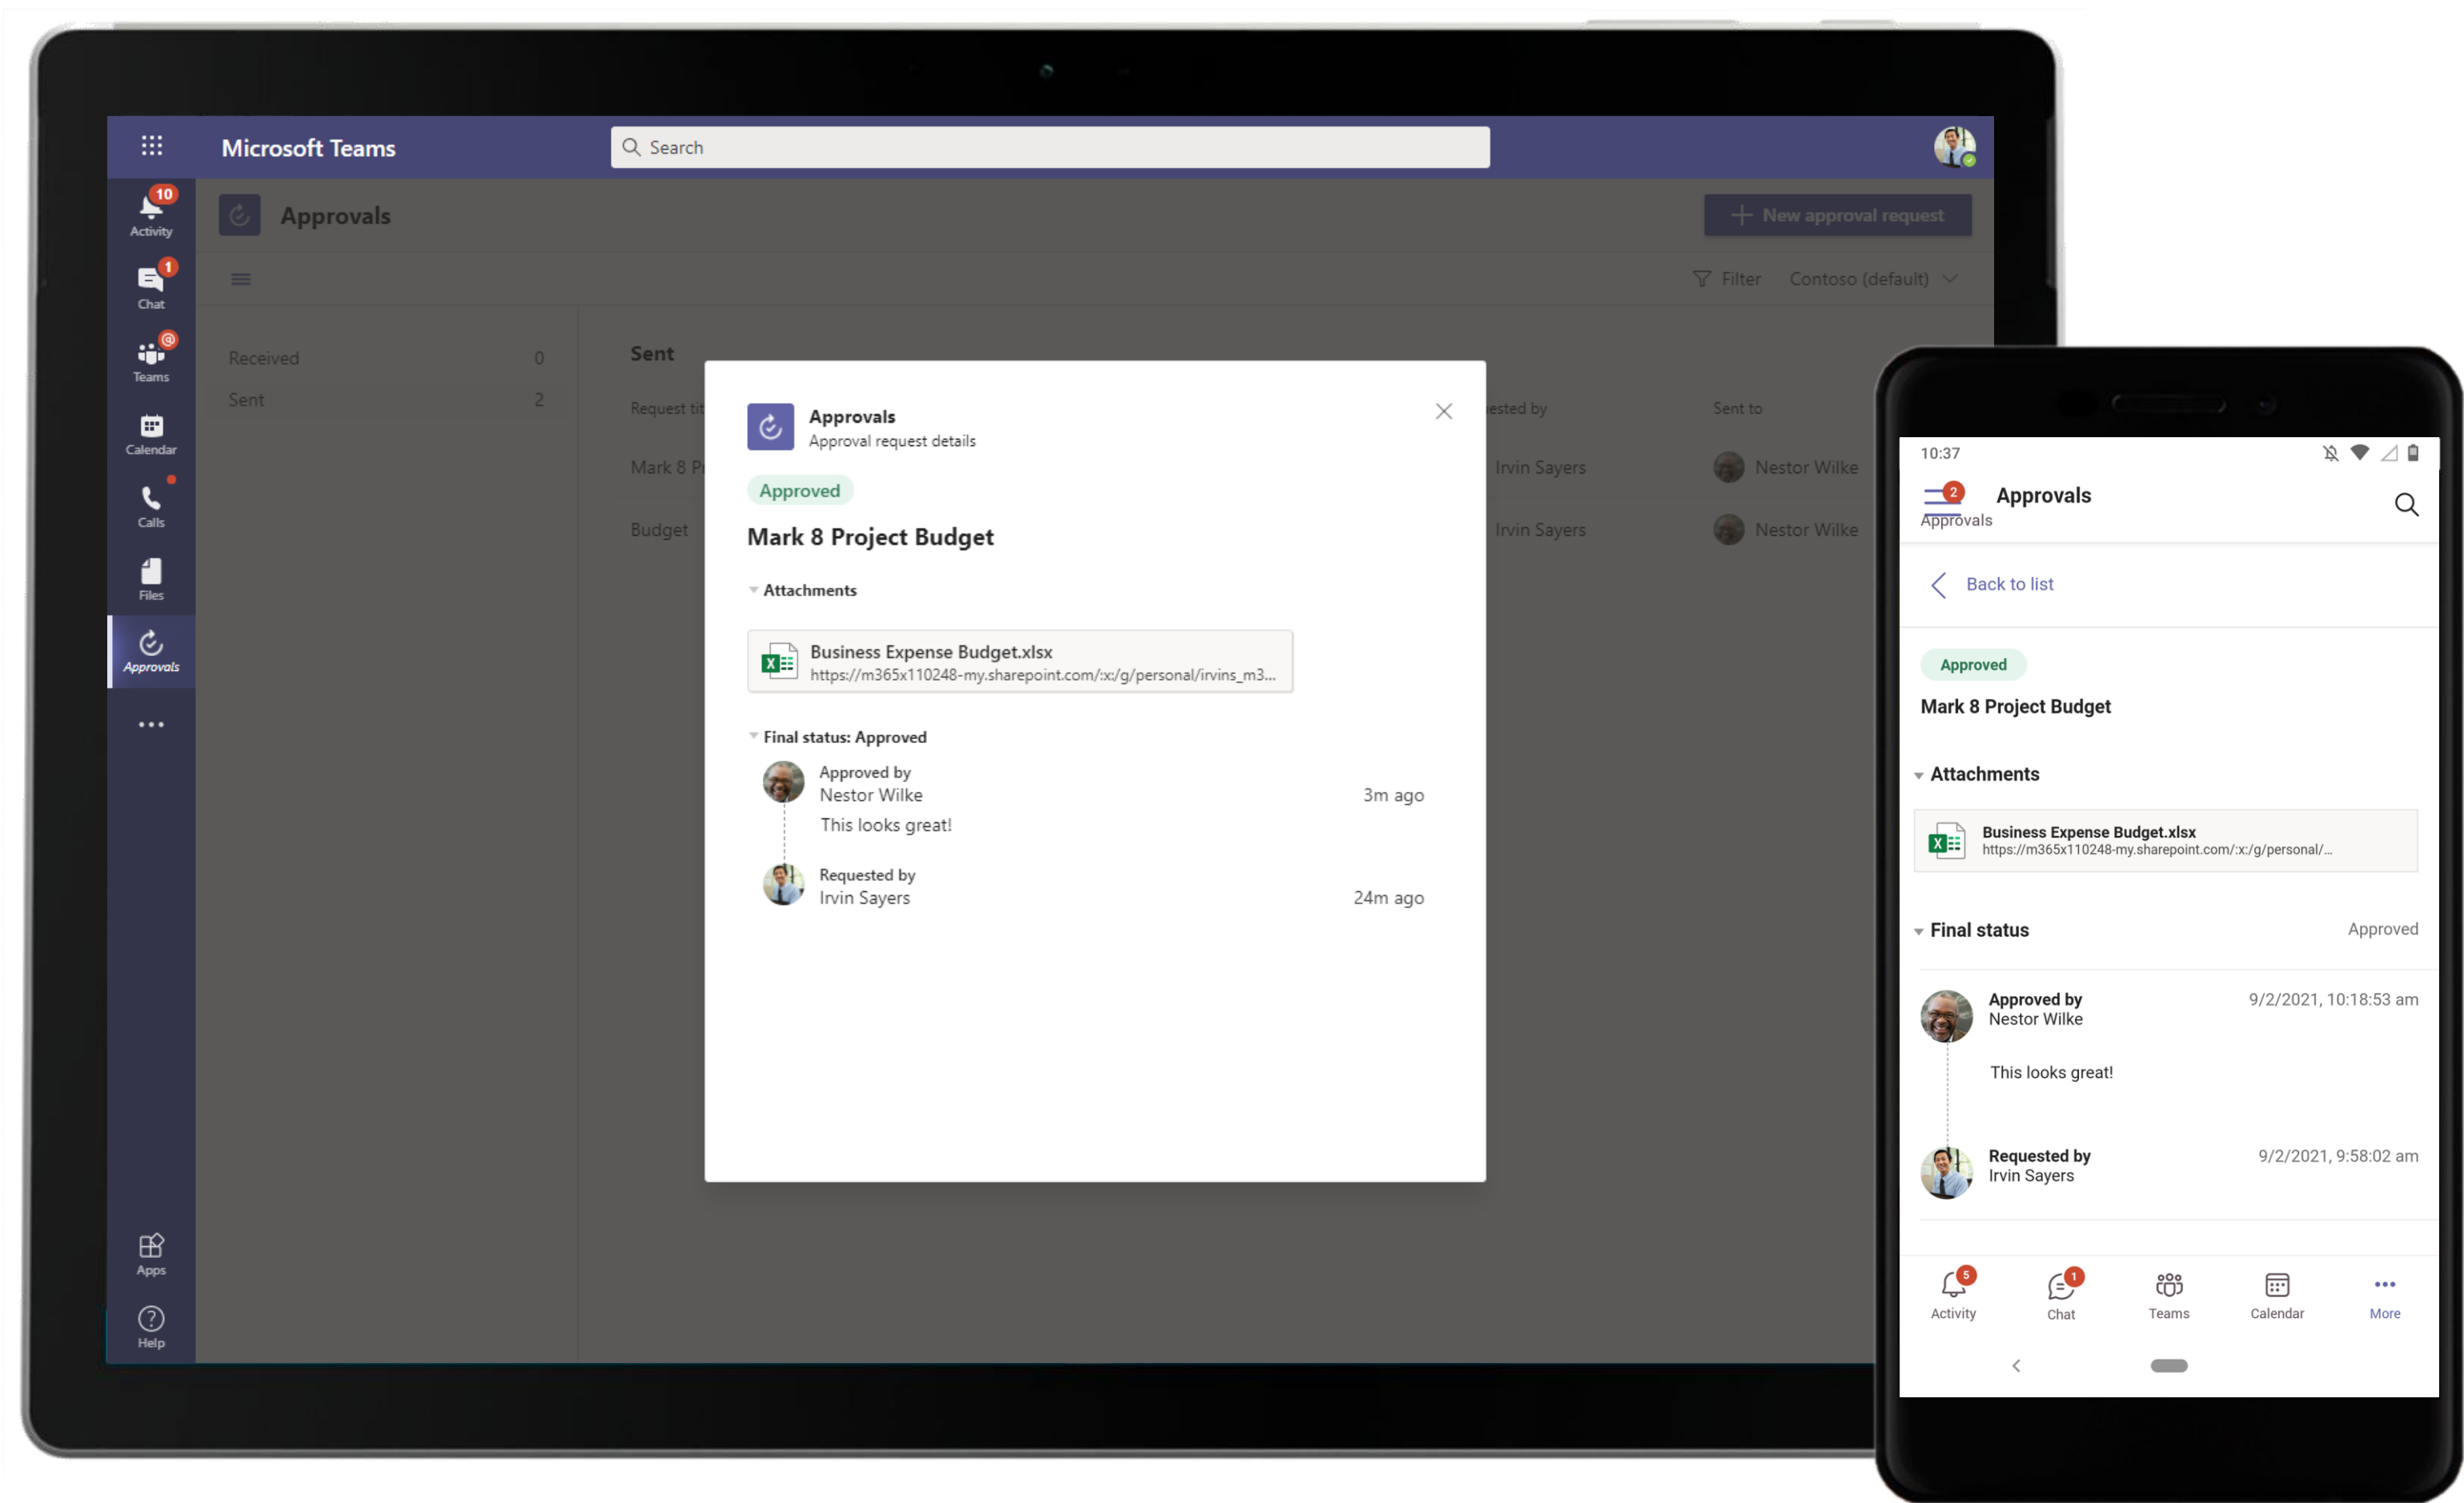 Microsoft Teams
Search
10
Activity
1
Chat
@
Teams
Calendar
Calls
Files
Approvals
Apps
?
Help
Approvals
New approval request
Filter
Contoso (default)
Received 0
Sent 2
Sent
Sent to
Mark 8
Irvin Sayers
Nestor Wilke
Budget
Irvin Sayers
Nestor Wilke
Approvals
Approval request details
Approved
Mark 8 Project Budget
Attachments
X
Business Expense Budget.xlsx
https://m365x110248-my.sharepoint.com/:x:/g/personal/irvins_m3...
Final status: Approved
Approved by
Nestor Wilke 3m ago
This looks great!
Requested by
Irvin Sayers 24m ago
10:37
2
Approvals
Approvals
Back to list
Approved
Mark 8 Project Budget
Attachments
X
Business Expense Budget.xlsx
https://m365x110248-my.sharepoint.com/:x:/g/personal/...
Final status Approved
Approved by 9/2/2021, 10:18:53 am
Nestor Wilke
This looks great!
Requested by 9/2/2021, 9:58:02 am
Irvin Sayers
5
Activity
1
Chat
Teams
Calendar
More